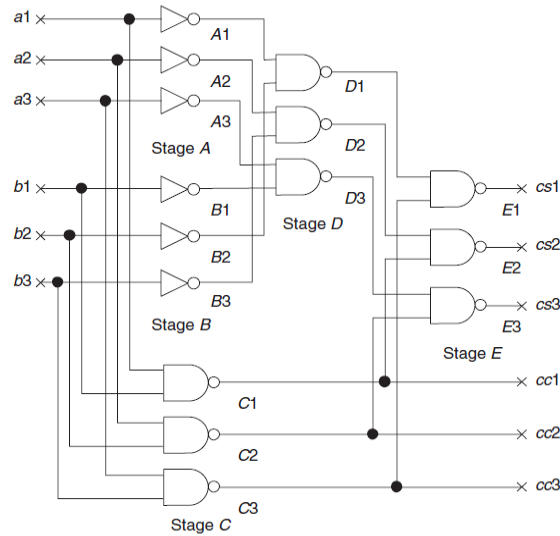 a1
A1
a2
A2
D1
a3
A3
D2
Stage A
b1
B1
D3
cs1
Stage D
E1
b2
B2
cs2
E2
b3
B3
cs3
Stage B
E3
Stage E
cc1
C1
cc2
C2
cc3
C3
Stage C